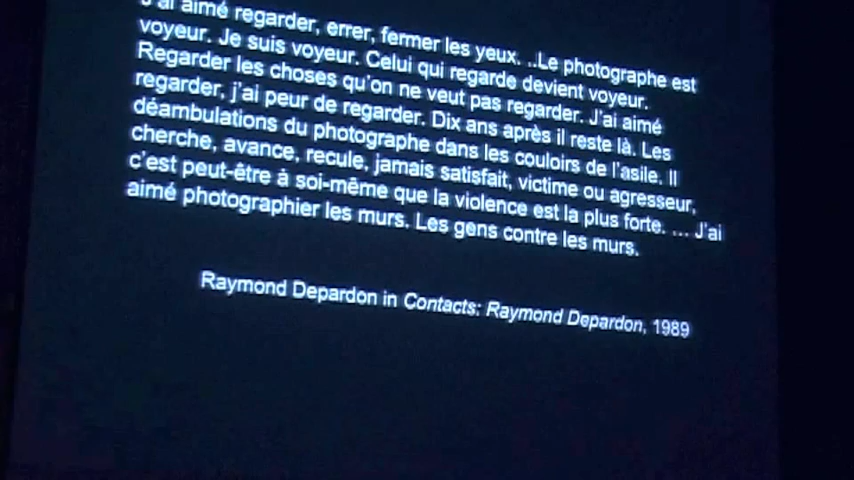 J'ai aimé regarder, errer, fermer les yeux. ..Le photographe est
voyeur. Je suis voyeur. Celui qui regarde devient voyeur.
Regarder les choses qu'on ne veut pas regarder. J'ai aimé
regarder, j'ai peur de regarder. Dix ans après il reste là. Les
déambulations du photographe dans les couloirs de l'asile. Il
cherche, avance, recule, jamais satisfait, victime ou agresseur,
c'est peut-être à soi-même que la violence est la plus forte. ... J'ai
aimé photographier les murs. Les gens contre les murs.
Raymond Depardon in Contacts: Raymond Depardon, 1989